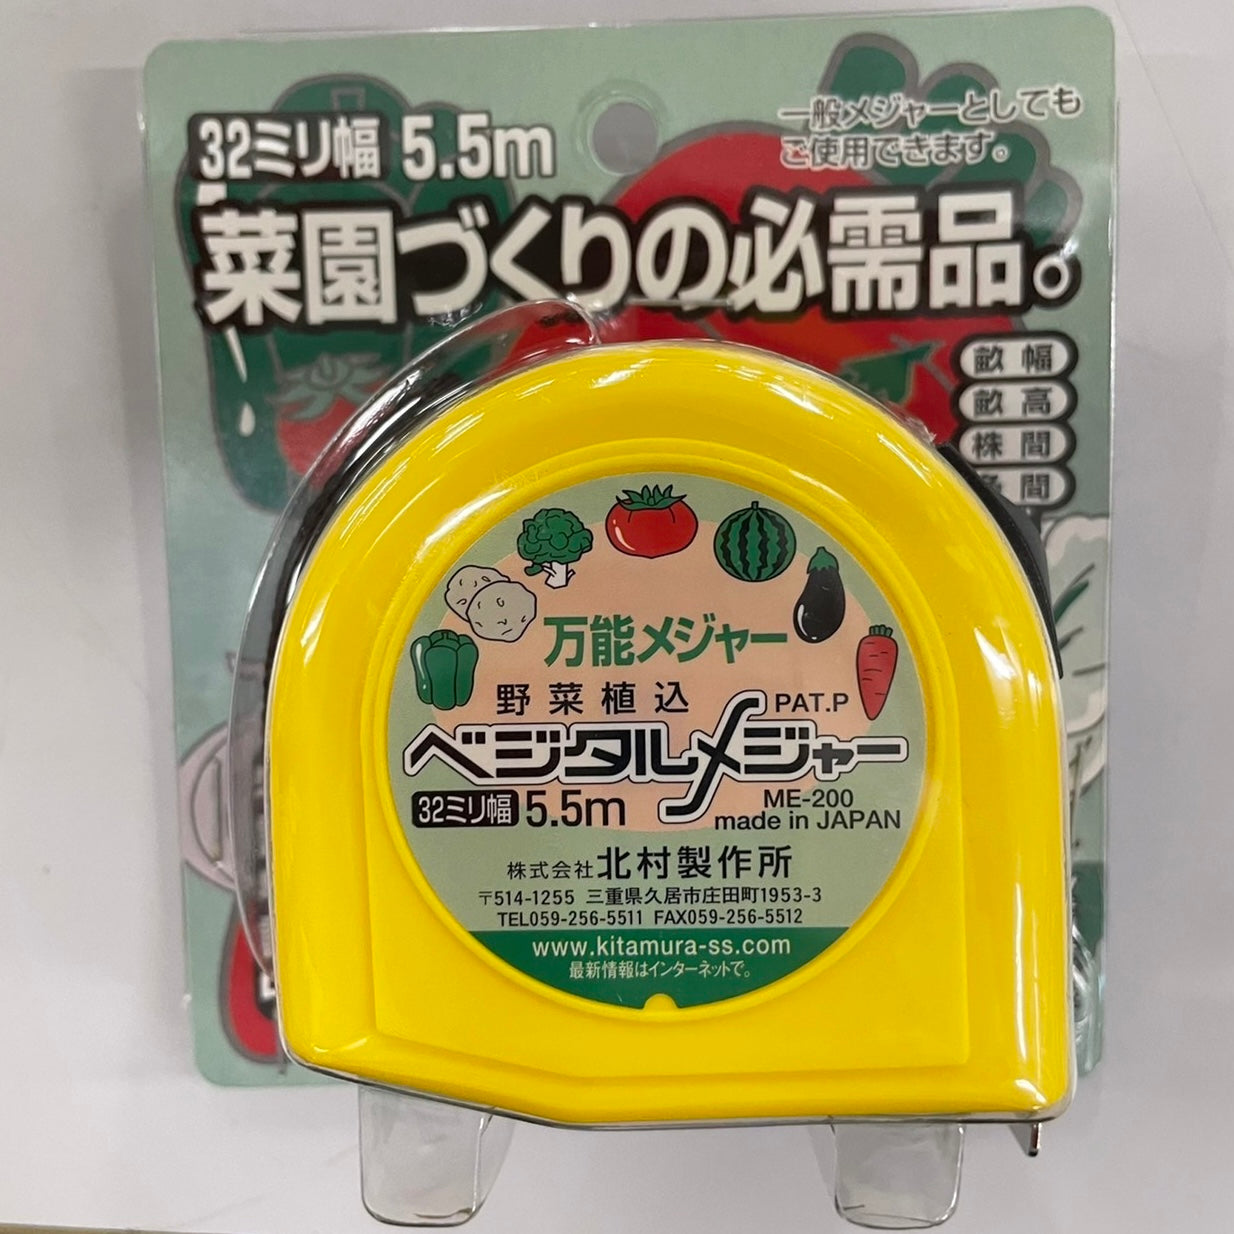 32ミリ幅 5.5m
一般メジャーとしても
ご使用できます。
菜園づくりの必需品。
畝幅
畝高
株間
間
万能メジャー
野菜植込
PAT.P
ベジタルメジャー
32ミリ幅 5.5m
ME-200
made in JAPAN
株式会社 北村製作所
〒514-1255 三重県久居市庄田町1953-3
TEL059-256-5511 FAX059-256-5512
www.kitamura-ss.com
最新情報はインターネットで。